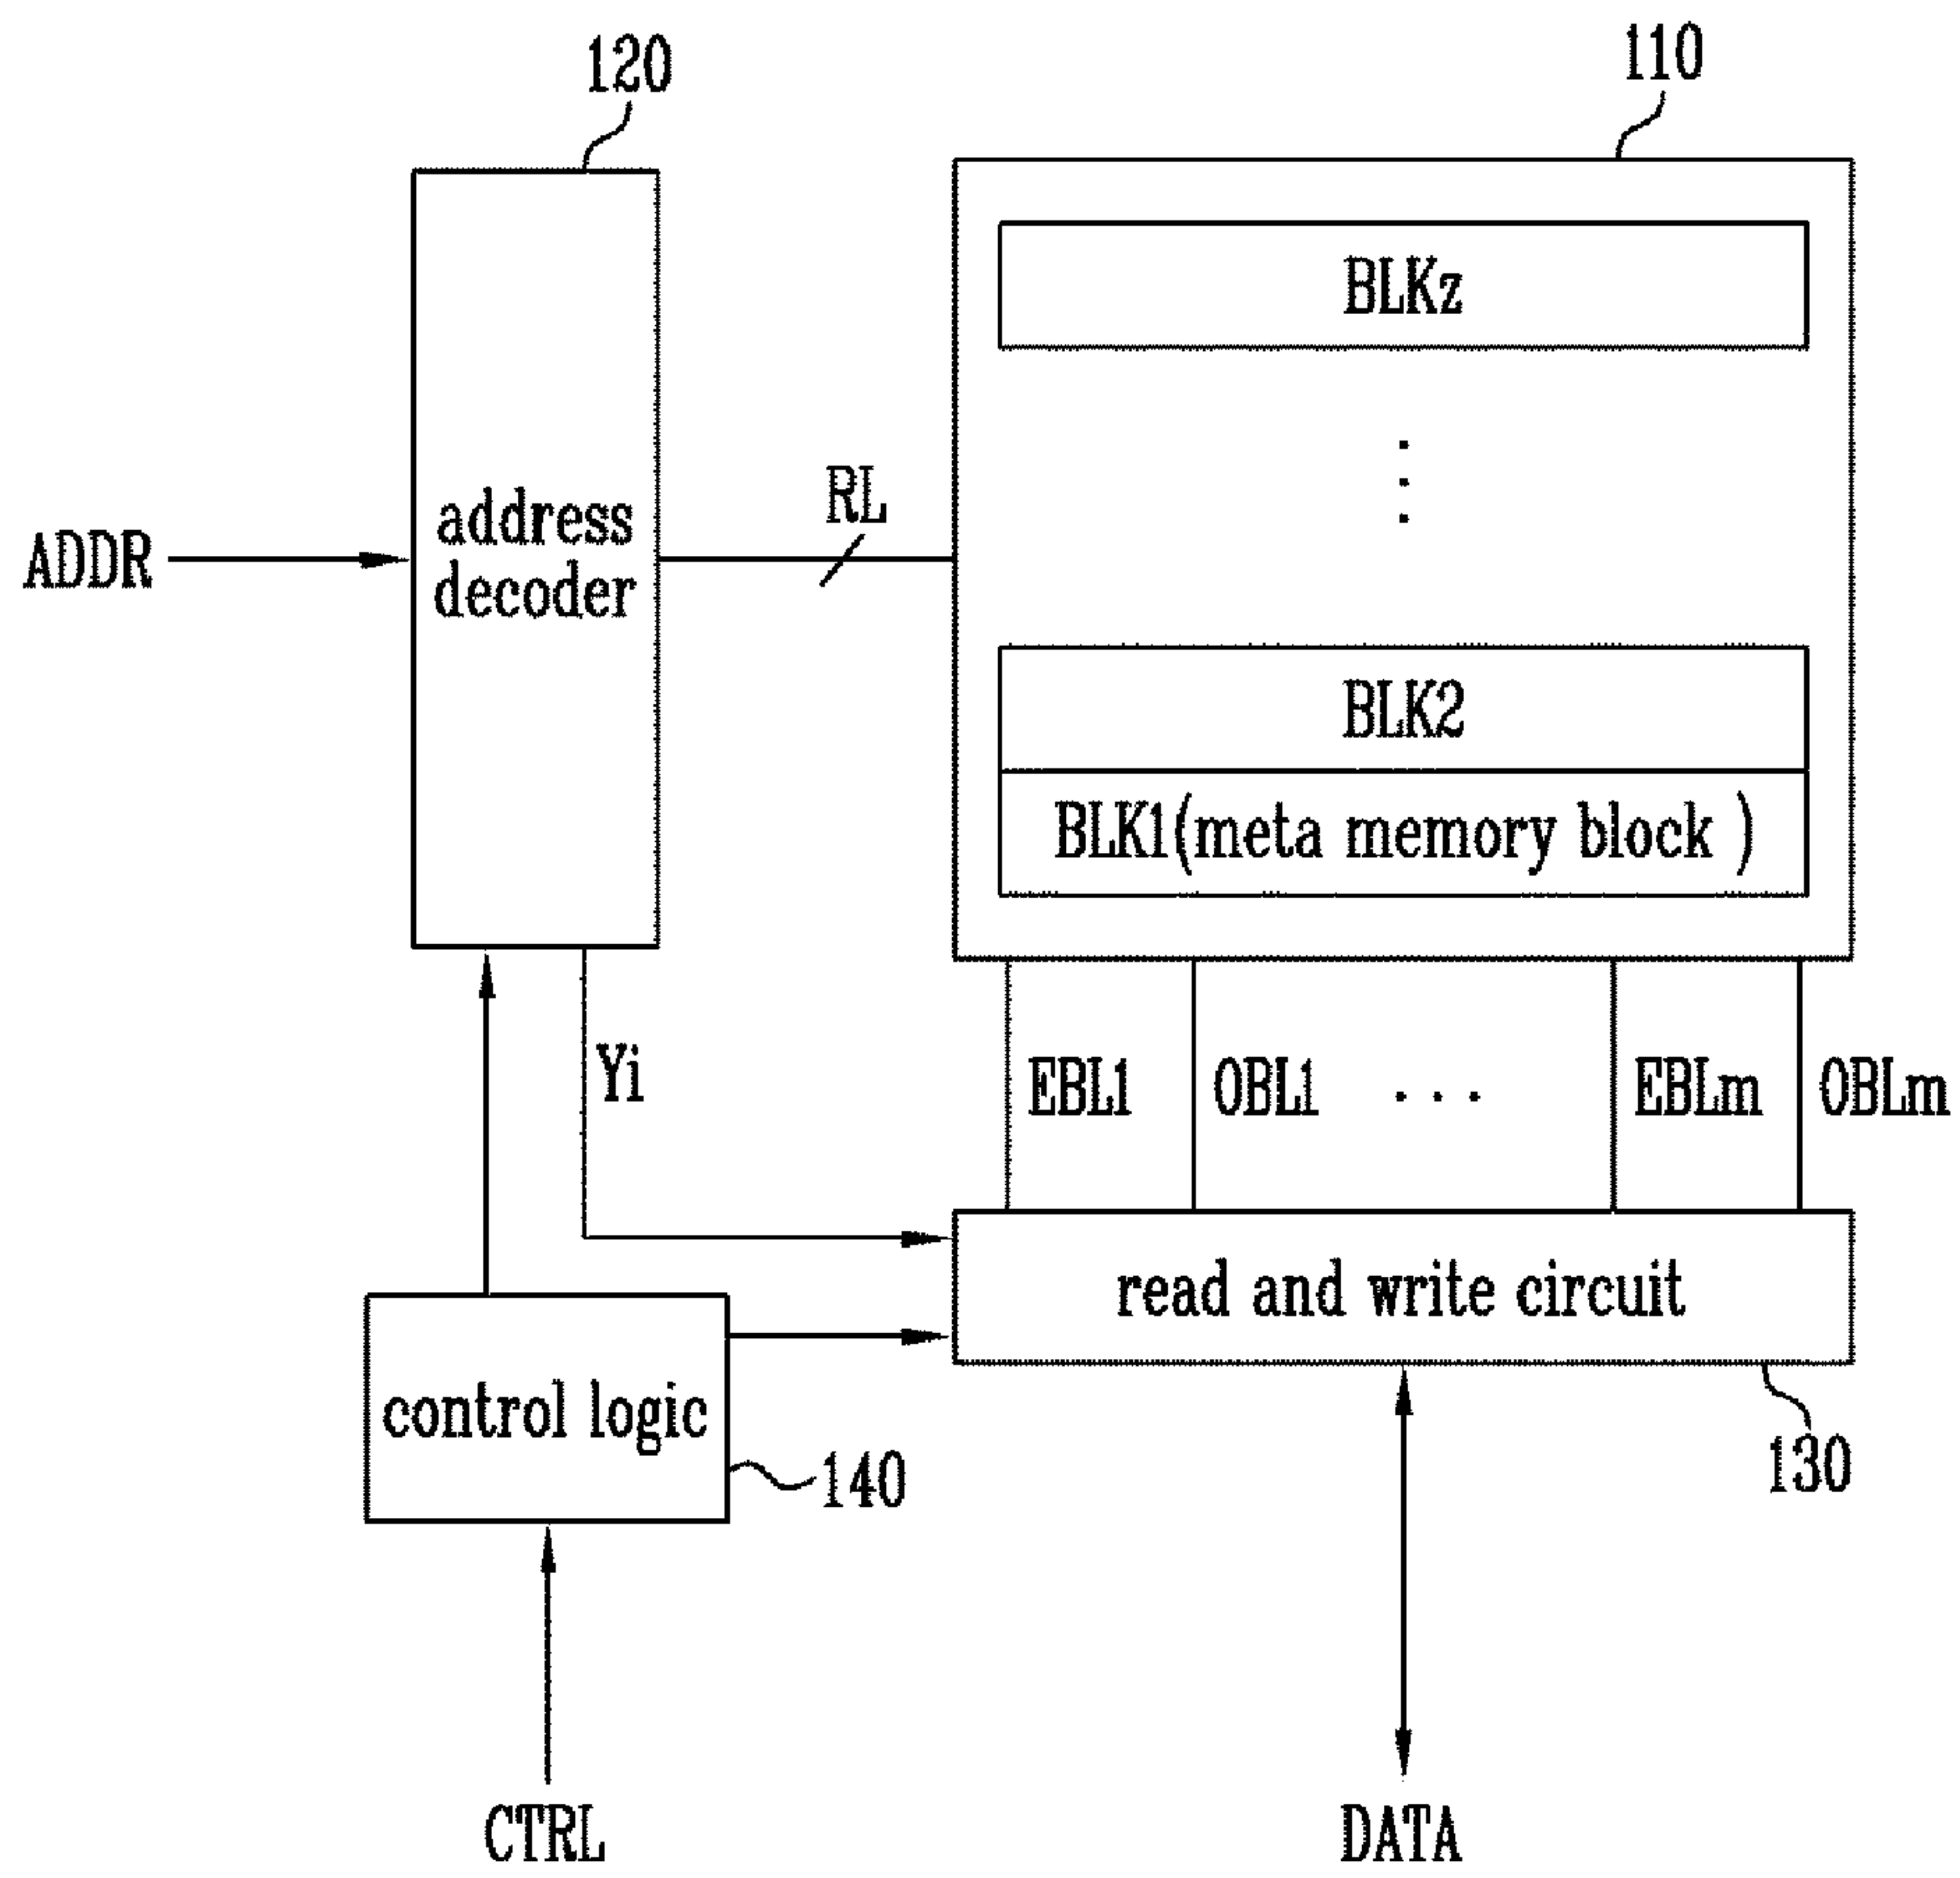 120
110
BLKz
RL
address
decoder
ADDR
BLK2
BLK1(meta memory block )
Yi
EBL1 OBL1 . . . EBLm OBLm
read and write circuit
control logic
140
130
CTRL
DATA